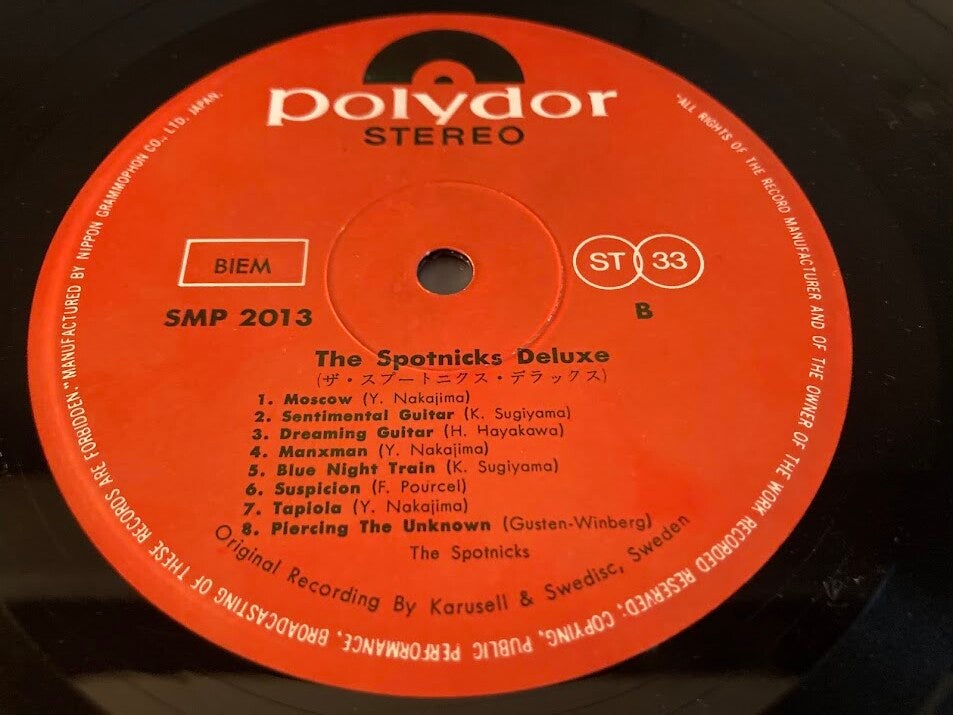 polydor
STEREO
BIEM
ST 33
SMP 2013
B
The Spotnicks Deluxe
(ザ・スプートニクス・デラックス)
1. Moscow (Y. Nakajima)
2. Sentimental Guitar (K. Sugiyama)
3. Dreaming Guitar (H. Hayakawa)
4. Manxman (Y. Nakajima)
5. Blue Night Train (K. Sugiyama)
6. Suspicion (F. Pourcel)
7. Tapiola (Y. Nakajima)
8. Piercing The Unknown (Gusten-Winberg)
The Spotnicks
Original Recording By Karusell & Swedisc, Sweden
"ALL RIGHTS OF THE RECORD MANUFACTURER AND OF THE OWNER OF THE WORK RECORDED RESERVED; COPYING, PUBLIC PERFORMANCE, BROADCASTING OF THESE RECORDS ARE FORBIDDEN." MANUFACTURED BY NIPPON GRAMMOPHON CO., LTD. JAPAN.